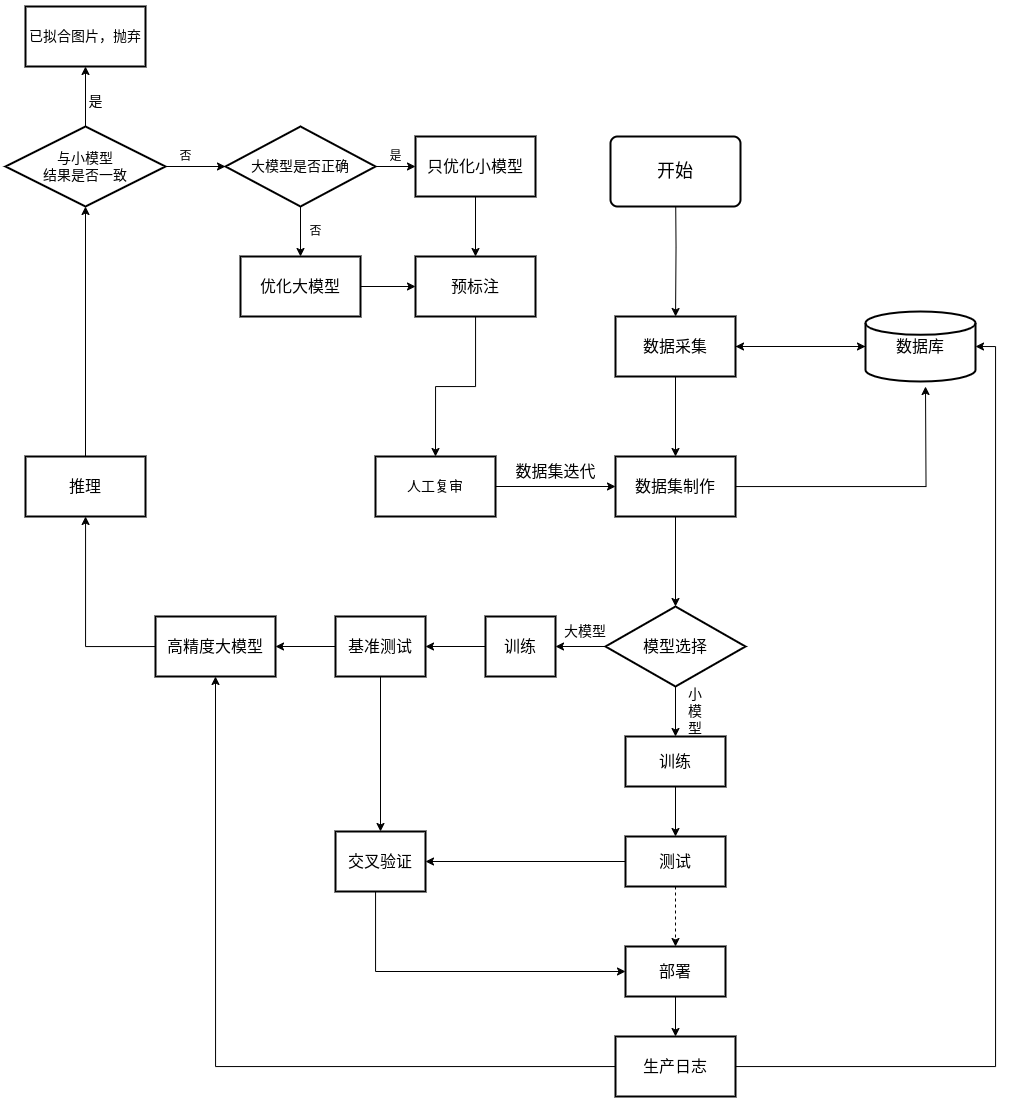 已拟合图片，抛弃
是
与小模型
结果是否一致
否
大模型是否正确
是
只优化小模型
开始
否
优化大模型
预标注
数据采集
数据库
推理
人工复审
数据集迭代
数据集制作
高精度大模型
基准测试
训练
大模型
模型选择
小
模
型
训练
交叉验证
测试
部署
生产日志